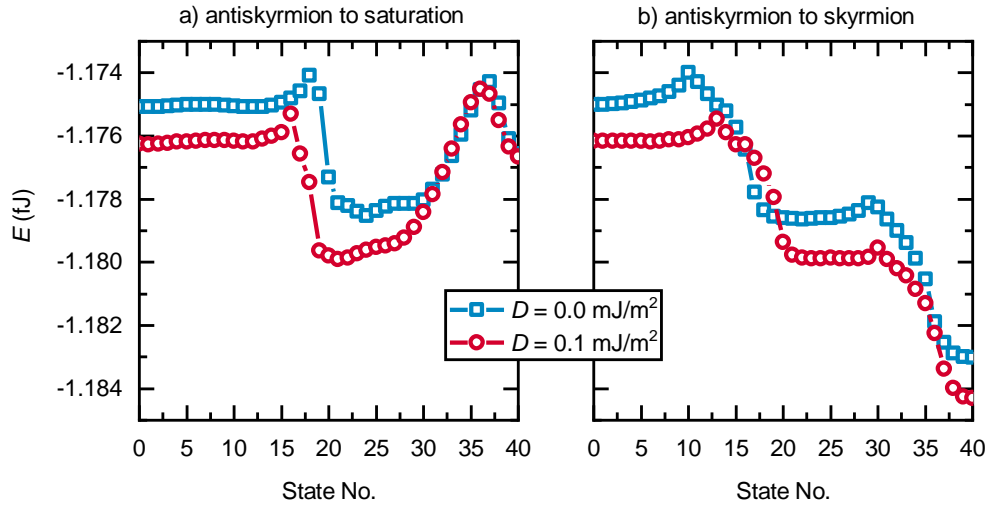 a) antiskyrmion to saturation
b) antiskyrmion to skyrmion
E (fJ)
-1.174
-1.176
-1.178
-1.180
-1.182
-1.184
D = 0.0 mJ/m²
D = 0.1 mJ/m²
0 5 10 15 20 25 30 35 40
0 5 10 15 20 25 30 35 40
State No.
State No.